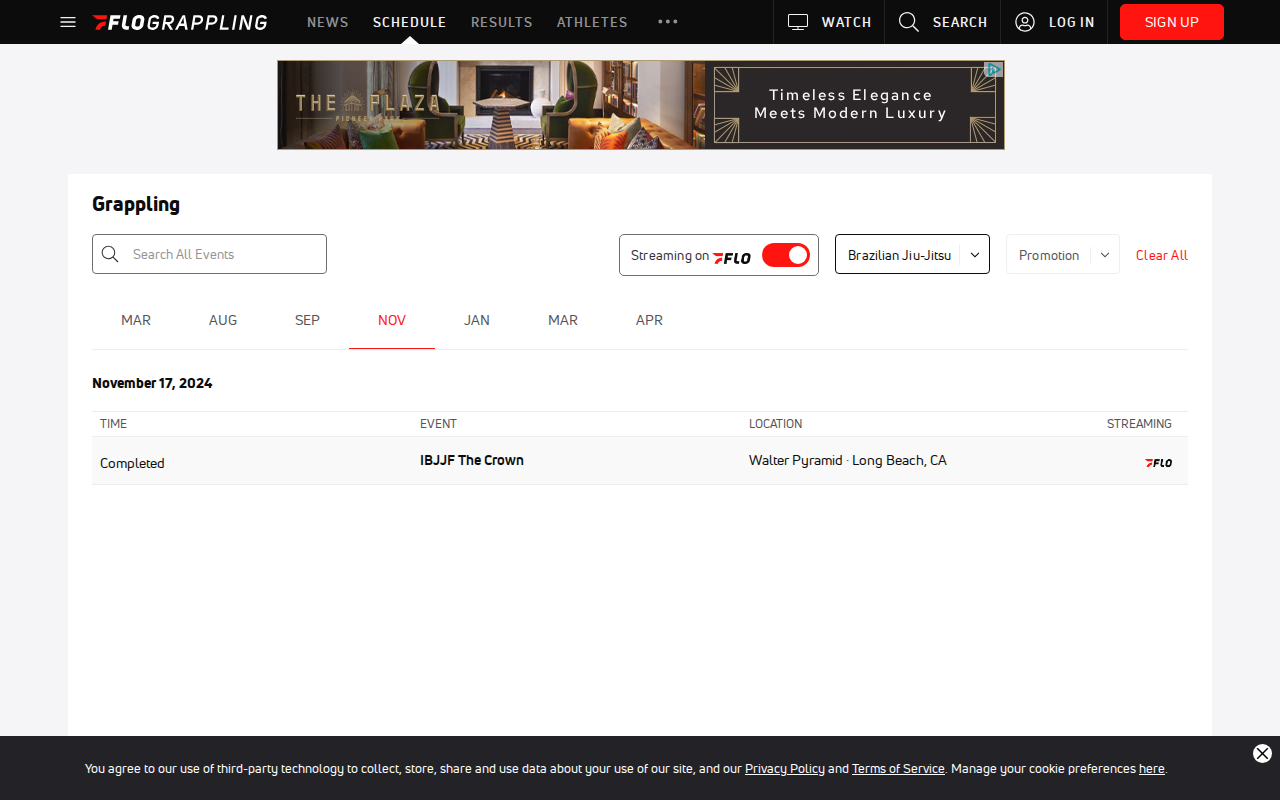 FLOGRAPPLING NEWS SCHEDULE RESULTS ATHLETES WATCH SEARCH LOG IN SIGN UP
THE PLAZA
PIONEER PARK
Timeless Elegance
Meets Modern Luxury
Grappling
Search All Events
Streaming on FLO
Brazilian Jiu-Jitsu
Promotion
Clear All
MAR AUG SEP NOV JAN MAR APR
November 17, 2024
TIME EVENT LOCATION STREAMING
Completed IBJJF The Crown Walter Pyramid · Long Beach, CA FLO
You agree to our use of third-party technology to collect, store, share and use data about your use of our site, and our Privacy Policy and Terms of Service. Manage your cookie preferences here.